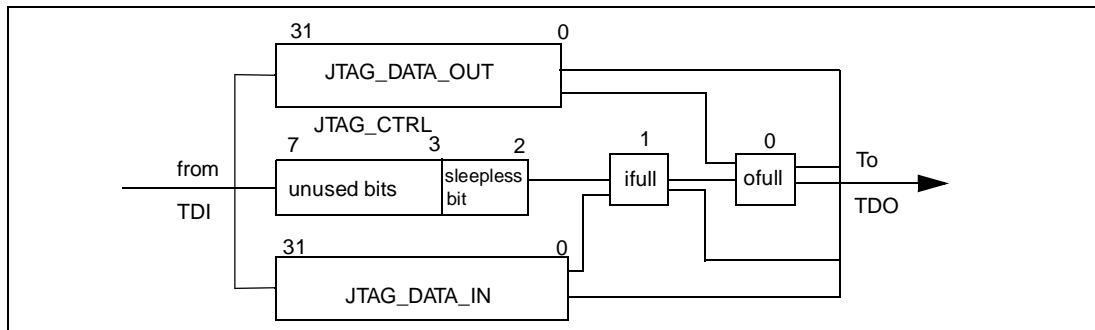 31 0
JTAG_DATA_OUT
JTAG_CTRL
7 3 2 1 0
from
TDI
unused bits
sleepless
bit
ifull
ofull
To
TDO
31 0
JTAG_DATA_IN